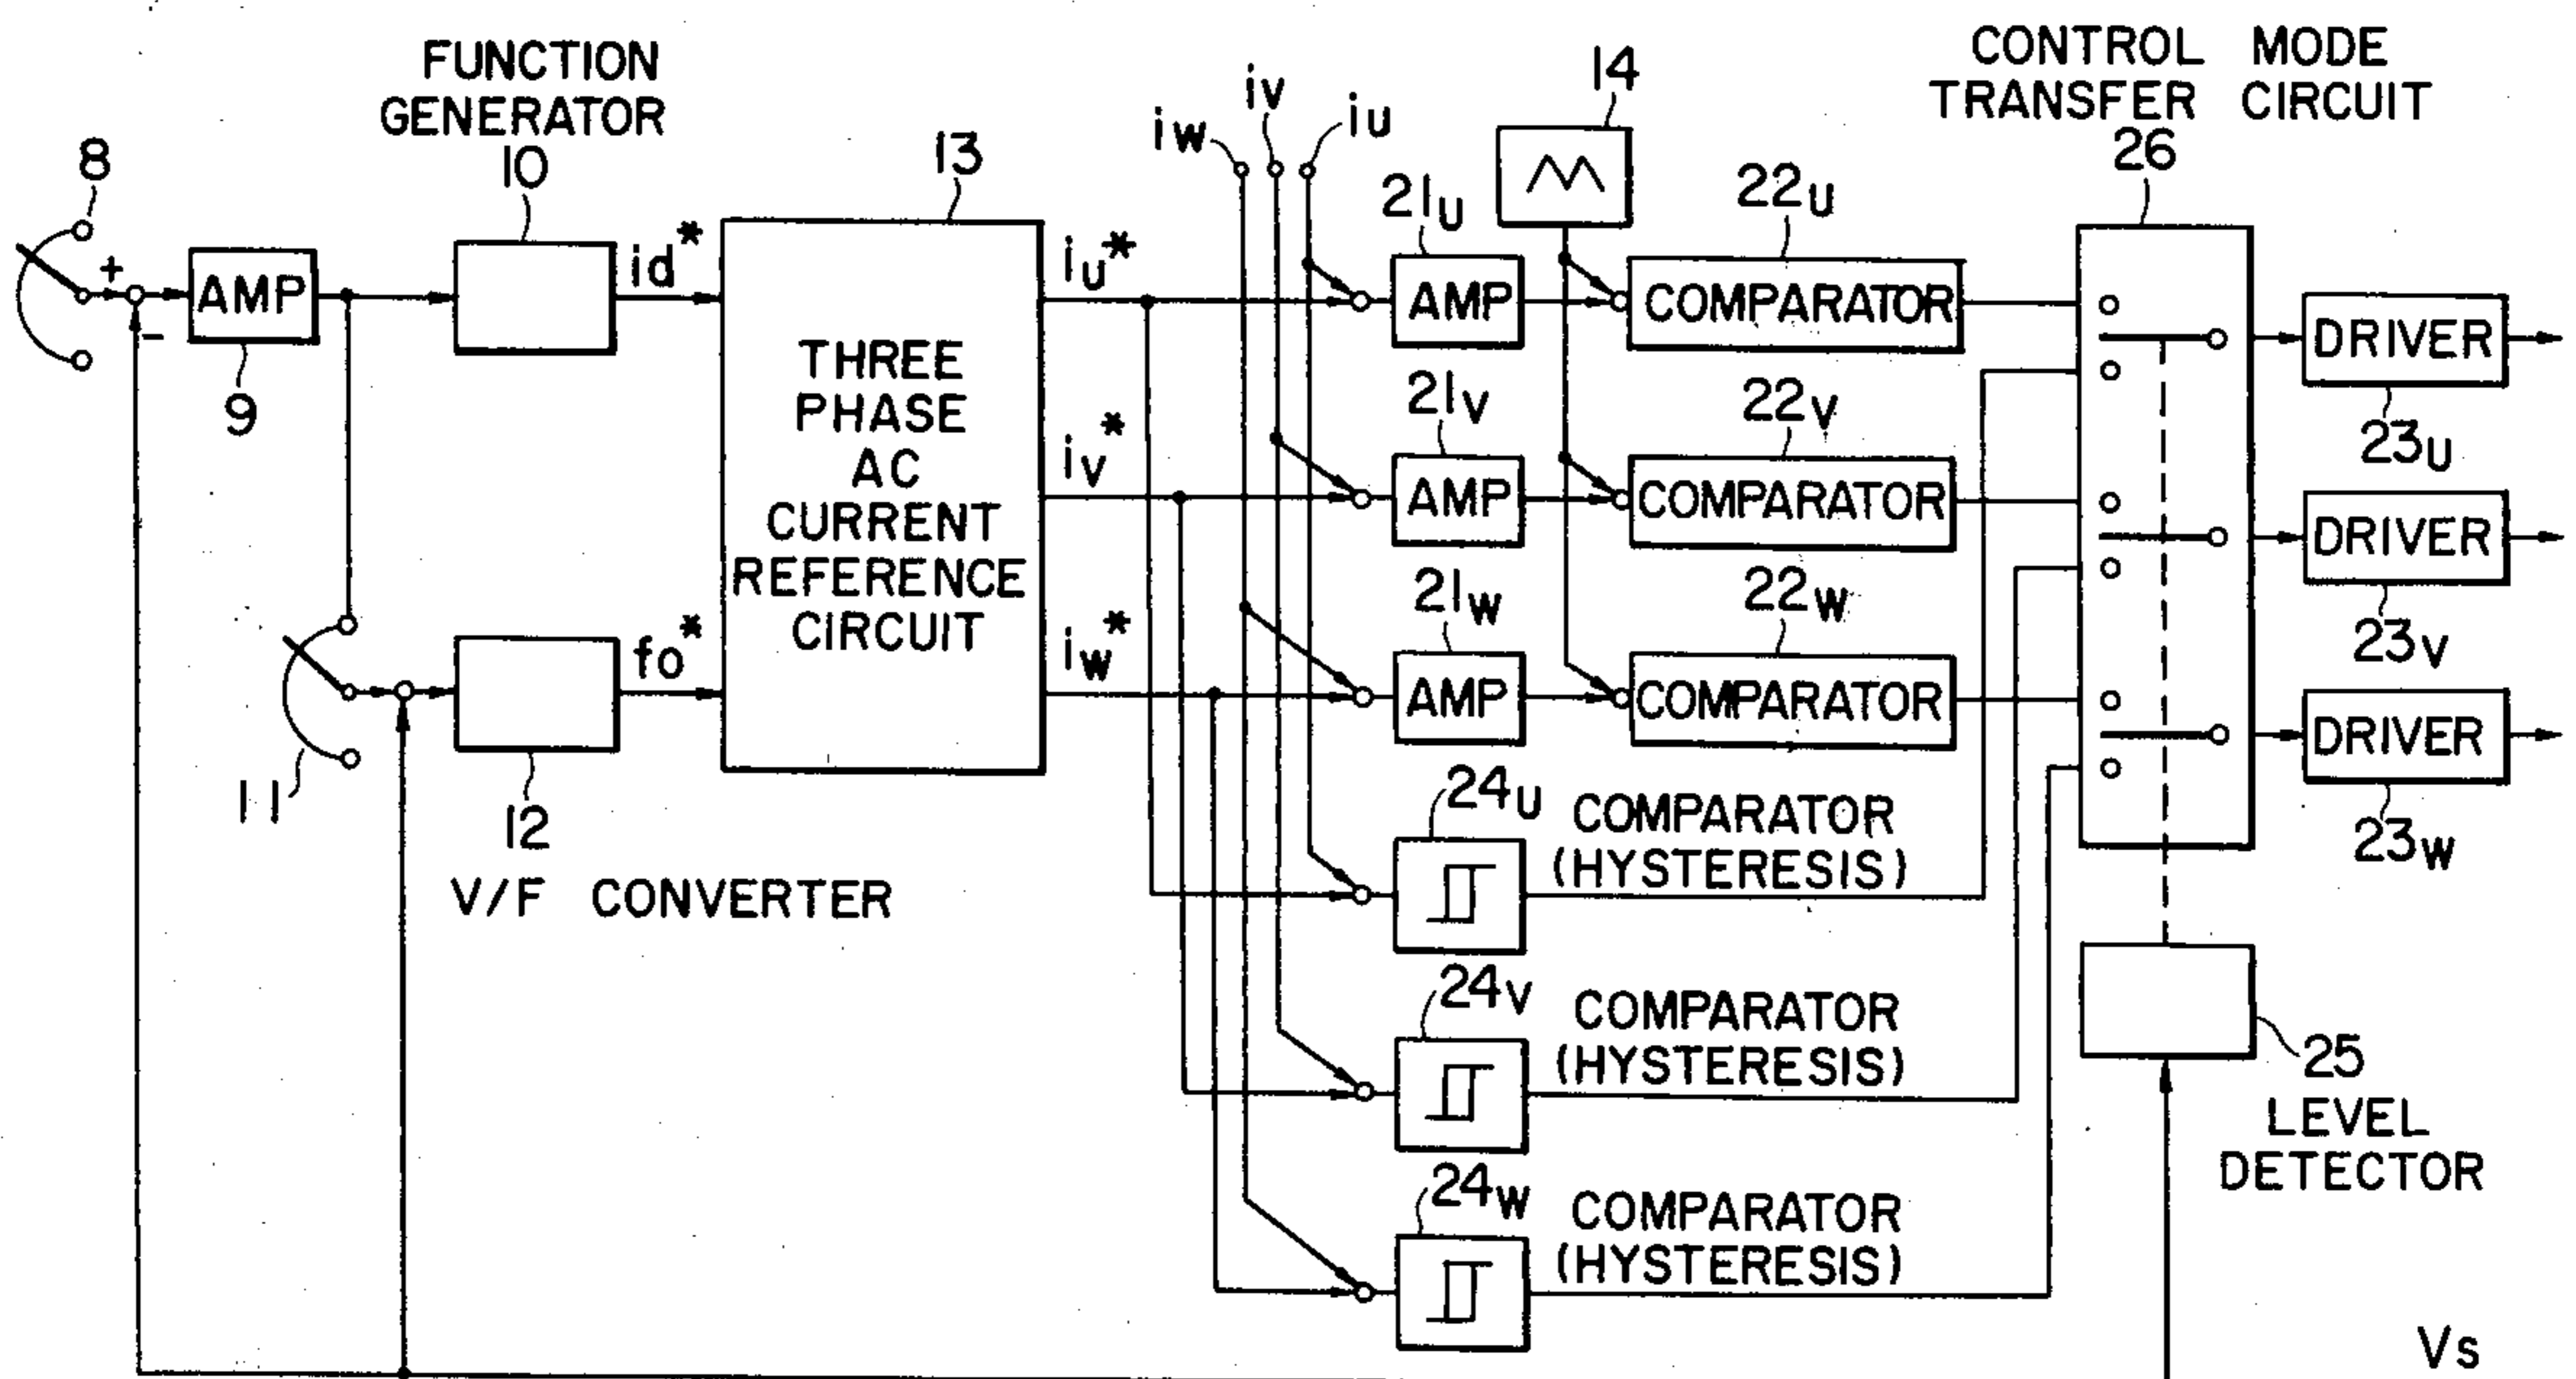 FUNCTION
GENERATOR
10
8
+
-
AMP
9
id*
11
12
V/F CONVERTER
fo*
13
THREE
PHASE
AC
CURRENT
REFERENCE
CIRCUIT
iu*
iv*
iw*
iw
iv
iu
14
21U
AMP
21V
AMP
21W
AMP
22U
COMPARATOR
22V
COMPARATOR
22W
COMPARATOR
24U
COMPARATOR
(HYSTERESIS)
24V
COMPARATOR
(HYSTERESIS)
24W
COMPARATOR
(HYSTERESIS)
CONTROL MODE
TRANSFER CIRCUIT
26
DRIVER
23U
DRIVER
23V
DRIVER
23W
25
LEVEL
DETECTOR
Vs